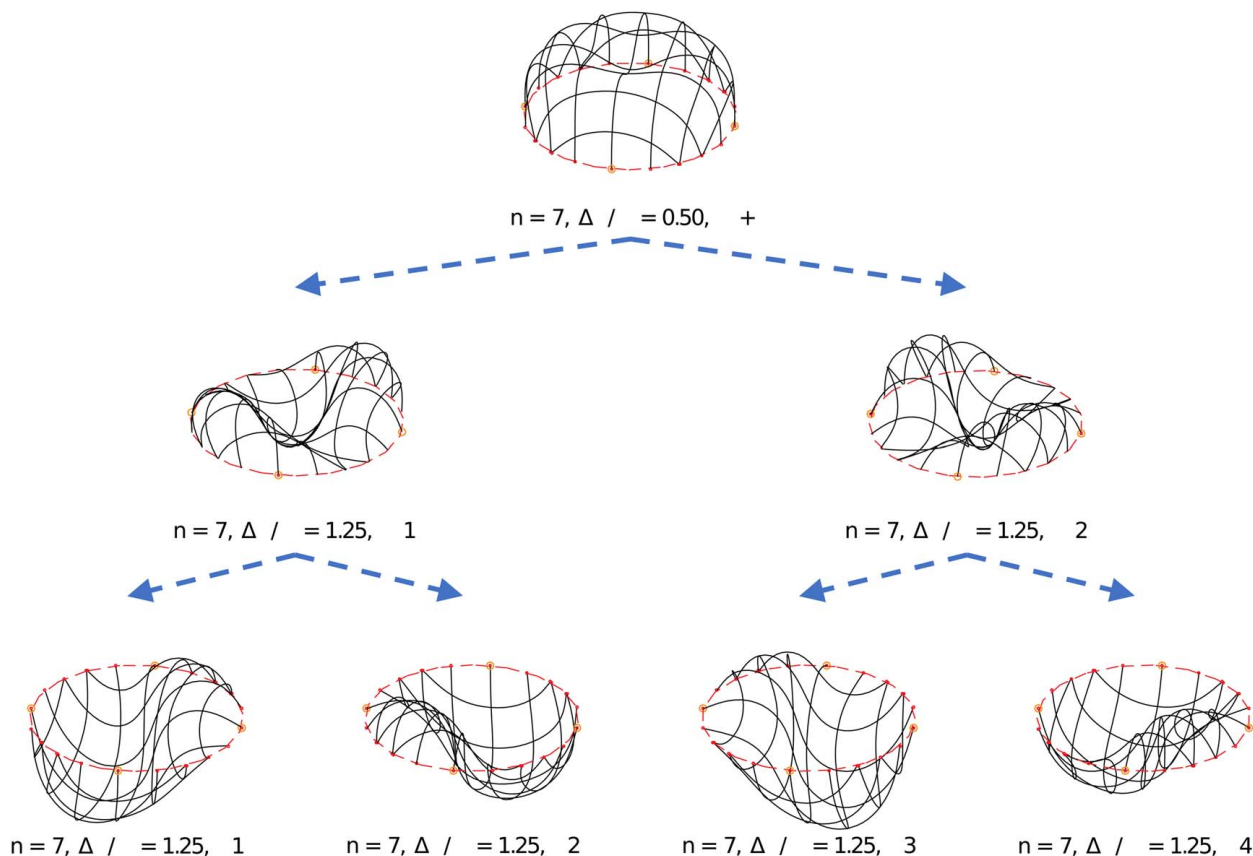 n = 7, Δ / = 0.50, +
n = 7, Δ / = 1.25, 1
n = 7, Δ / = 1.25, 2
n = 7, Δ / = 1.25, 1
n = 7, Δ / = 1.25, 2
n = 7, Δ / = 1.25, 3
n = 7, Δ / = 1.25, 4